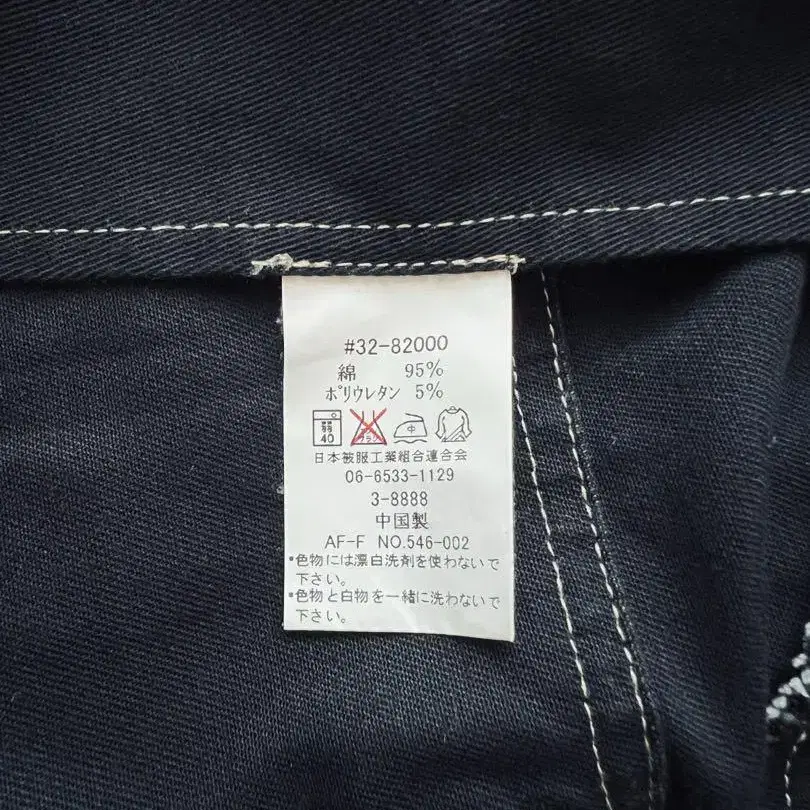 #32-82000
綿 95%
ポリウレタン 5%
弱
40
中
日本被服工業組合連合会
06-6533-1129
3-8888
中国製
AF-F NO.546-002
*色物には漂白洗剤を使わないで
下さい。
*色物と白物を一緒に洗わないで
下さい。